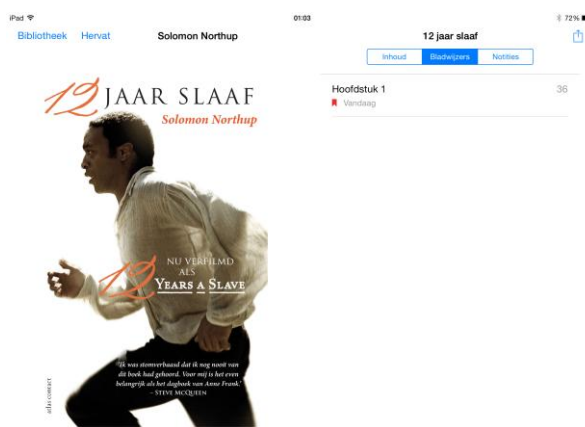 iPad
01:03
72%
Bibliotheek Hervat
Solomon Northup
12 JAAR SLAAF
Solomon Northup
NU VERFILMD
ALS
12 YEARS A SLAVE
'Ik was stomverbaasd dat ik nog nooit van
dit boek had gehoord. Voor mij is het even
belangrijk als het dagboek van Anne Frank.'
– STEVE MCQUEEN
atlas contact
12 jaar slaaf
Inhoud Bladwijzers Notities
Hoofdstuk 1 36
Vandaag